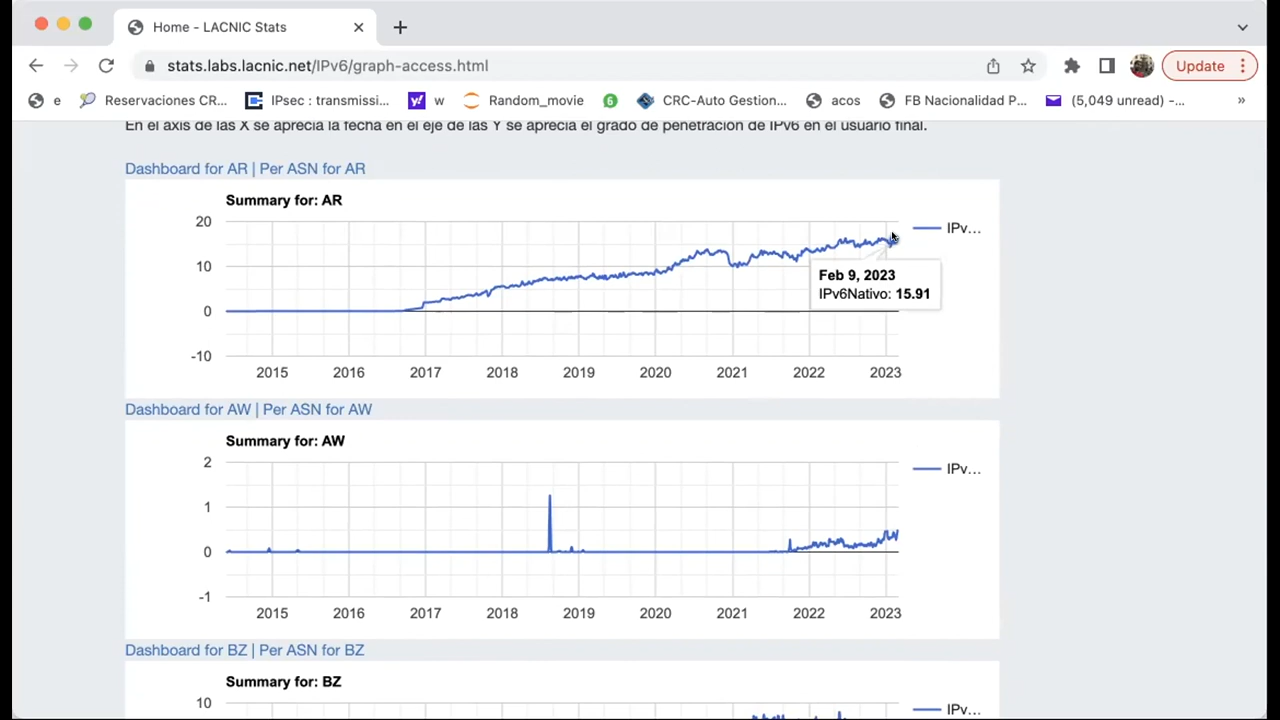 Home - LACNIC Stats
stats.labs.lacnic.net/IPv6/graph-access.html
Update
e
Reservaciones CR...
IPsec : transmissi...
w
Random_movie
6
CRC-Auto Gestion...
acos
FB Nacionalidad P...
(5,049 unread) -...
»
En el axis de las X se aprecia la fecha en el eje de las Y se aprecia el grado de penetracion de IPv6 en el usuario final.
Dashboard for AR | Per ASN for AR
Summary for: AR
20
10
0
-10
IPv...
Feb 9, 2023
IPv6Nativo: 15.91
2015 2016 2017 2018 2019 2020 2021 2022 2023
Dashboard for AW | Per ASN for AW
Summary for: AW
2
1
0
-1
IPv...
2015 2016 2017 2018 2019 2020 2021 2022 2023
Dashboard for BZ | Per ASN for BZ
Summary for: BZ
10
IPv...